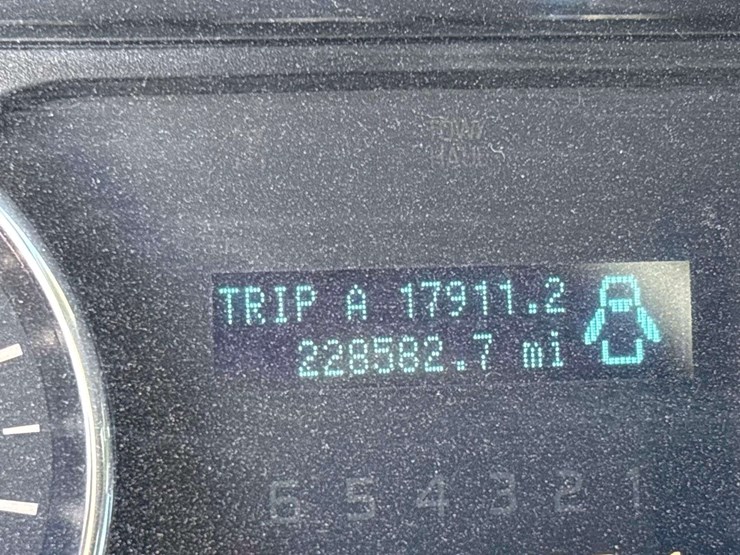 TOW/
HAUL
TRIP A 17911.2
228582.7 mi
6 5 4 3 2 1